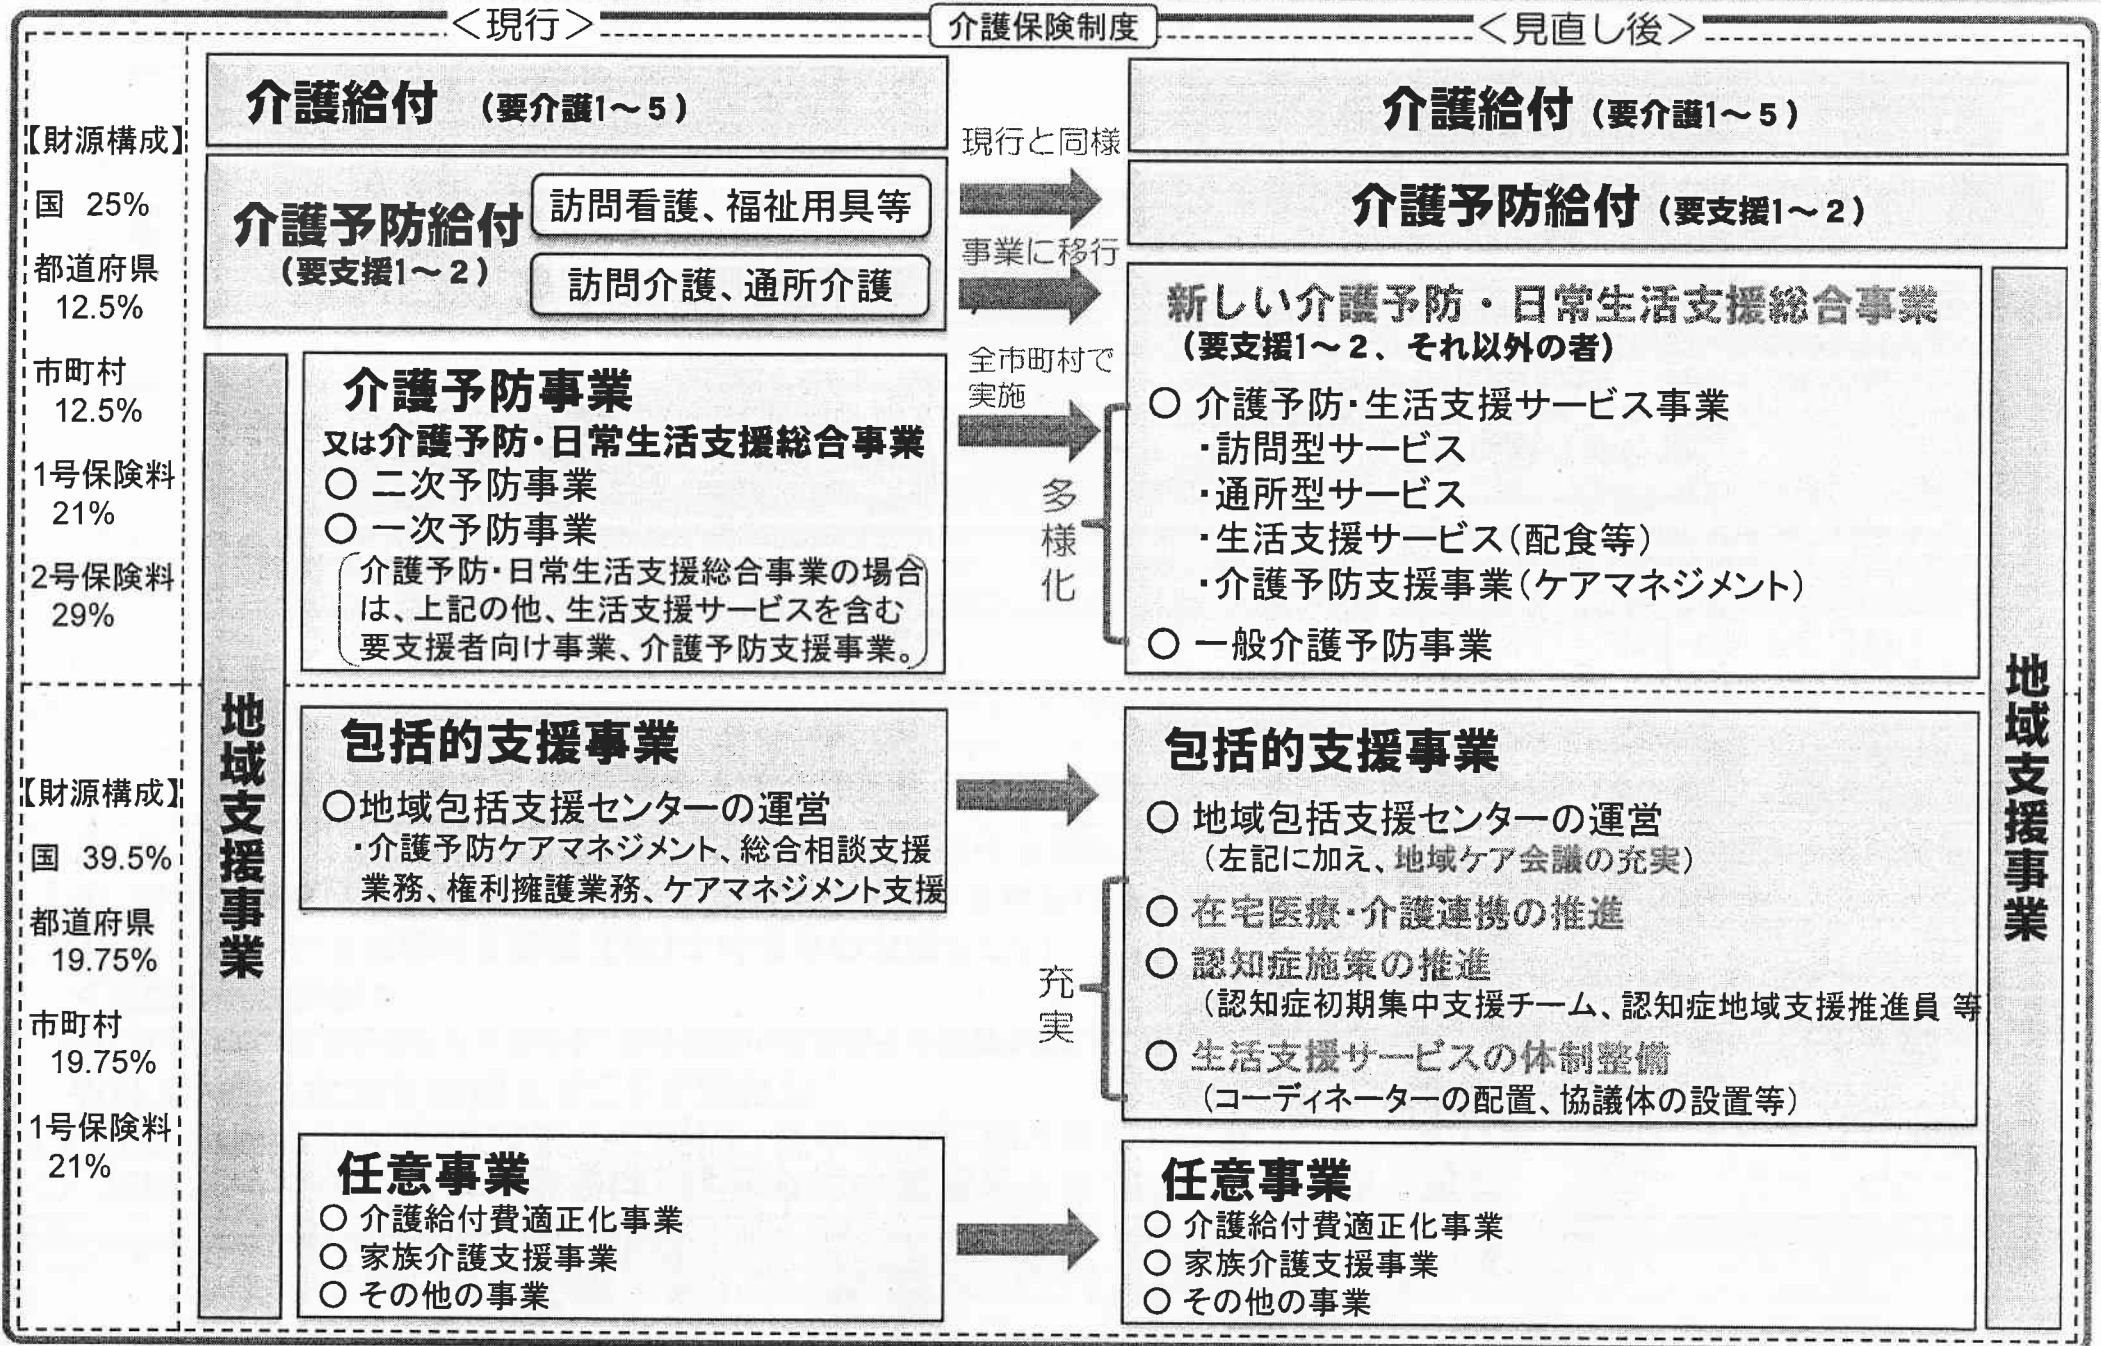 ＜現行＞
介護保険制度
＜見直し後＞
【財源構成】
国 25%
都道府県
12.5%
市町村
12.5%
1号保険料
21%
2号保険料
29%
【財源構成】
国 39.5%
都道府県
19.75%
市町村
19.75%
1号保険料
21%
介護給付 （要介護1～5）
介護予防給付
（要支援1～2）
訪問看護、福祉用具等
訪問介護、通所介護
地域支援事業
介護予防事業
又は介護予防・日常生活支援総合事業
○ 二次予防事業
○ 一次予防事業
介護予防・日常生活支援総合事業の場合
は、上記の他、生活支援サービスを含む
要支援者向け事業、介護予防支援事業。
包括的支援事業
○地域包括支援センターの運営
・介護予防ケアマネジメント、総合相談支援
業務、権利擁護業務、ケアマネジメント支援
任意事業
○ 介護給付費適正化事業
○ 家族介護支援事業
○ その他の事業
現行と同様
事業に移行
全市町村で
実施
多様化
充実
介護給付（要介護1～5）
介護予防給付（要支援1～2）
新しい介護予防・日常生活支援総合事業
（要支援1～2、それ以外の者）
○ 介護予防・生活支援サービス事業
・訪問型サービス
・通所型サービス
・生活支援サービス（配食等）
・介護予防支援事業（ケアマネジメント）
○ 一般介護予防事業
包括的支援事業
○ 地域包括支援センターの運営
（左記に加え、地域ケア会議の充実）
○ 在宅医療・介護連携の推進
○ 認知症施策の推進
（認知症初期集中支援チーム、認知症地域支援推進員 等
○ 生活支援サービスの体制整備
（コーディネーターの配置、協議体の設置等）
任意事業
○ 介護給付費適正化事業
○ 家族介護支援事業
○ その他の事業
地域支援事業